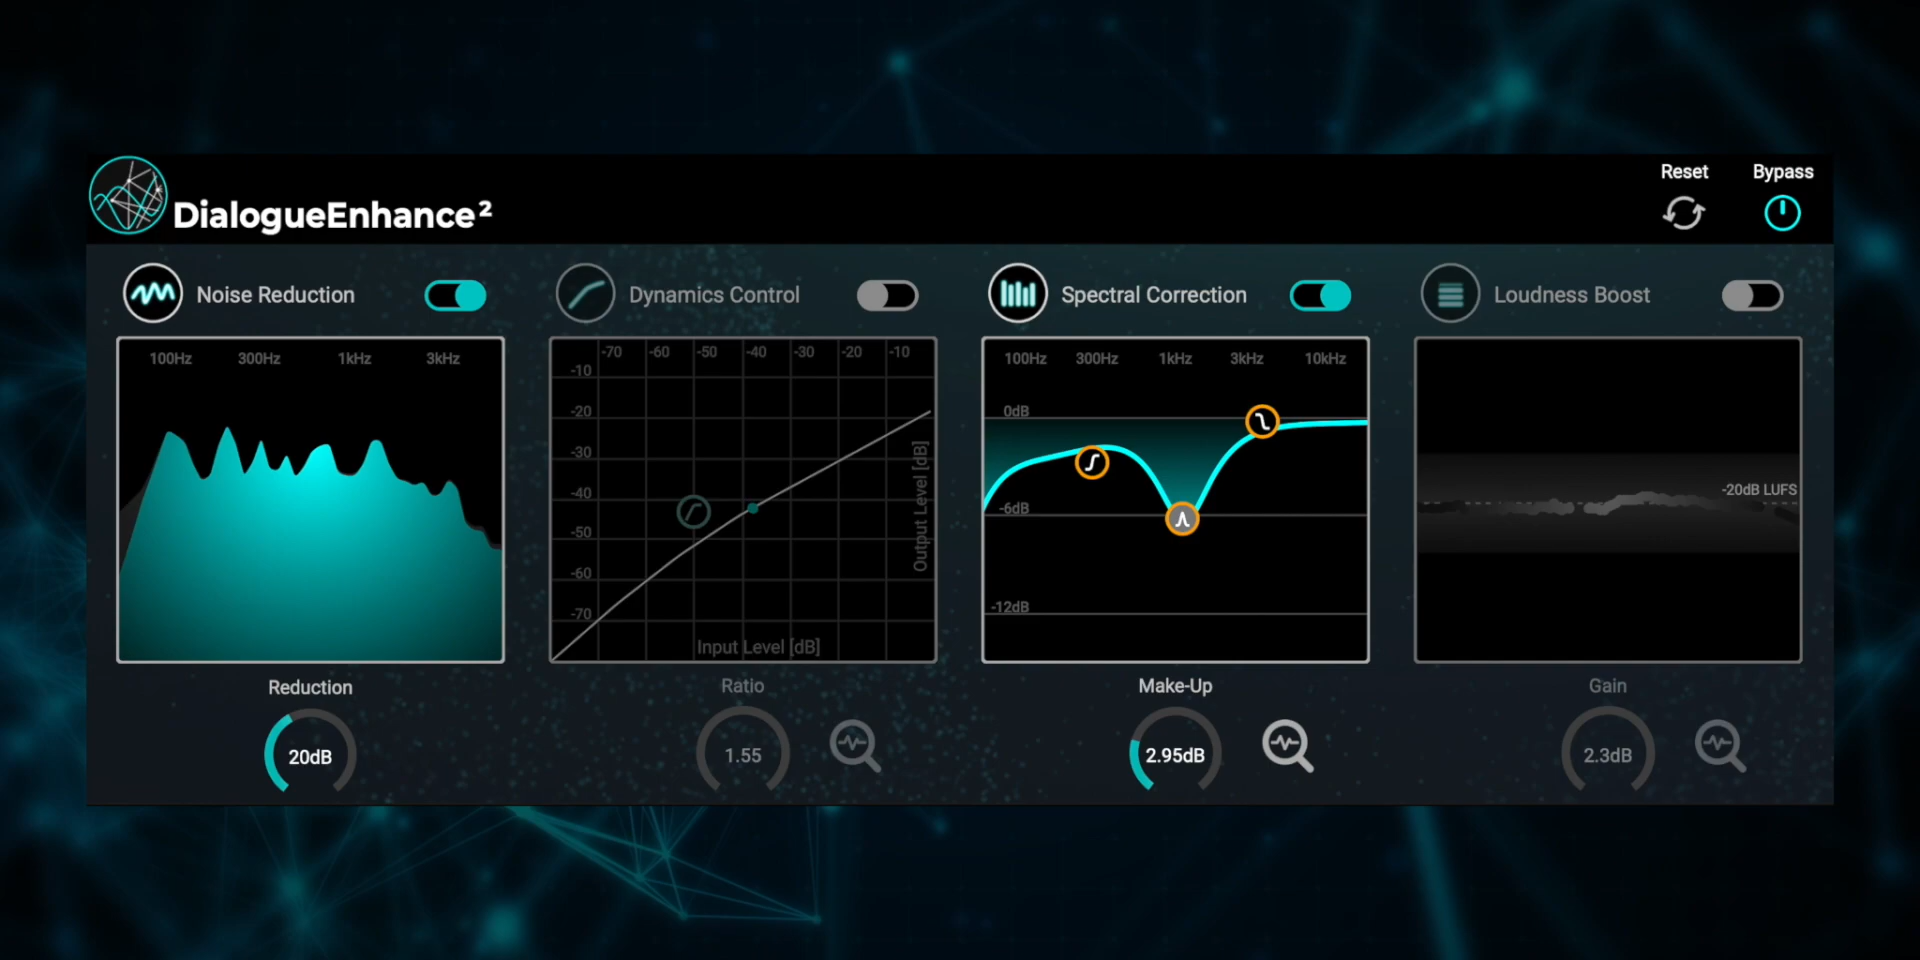 DialogueEnhance²
Reset
Bypass
Noise Reduction
Dynamics Control
Spectral Correction
Loudness Boost
100Hz 300Hz 1kHz 3kHz
-70 -60 -50 -40 -30 -20 -10
-10
-20
-30
-40
-50
-60
-70
Output Level [dB]
Input Level [dB]
100Hz 300Hz 1kHz 3kHz 10kHz
0dB
-6dB
-12dB
-20dB LUFS
Reduction
20dB
Ratio
1.55
Make-Up
2.95dB
Gain
2.3dB